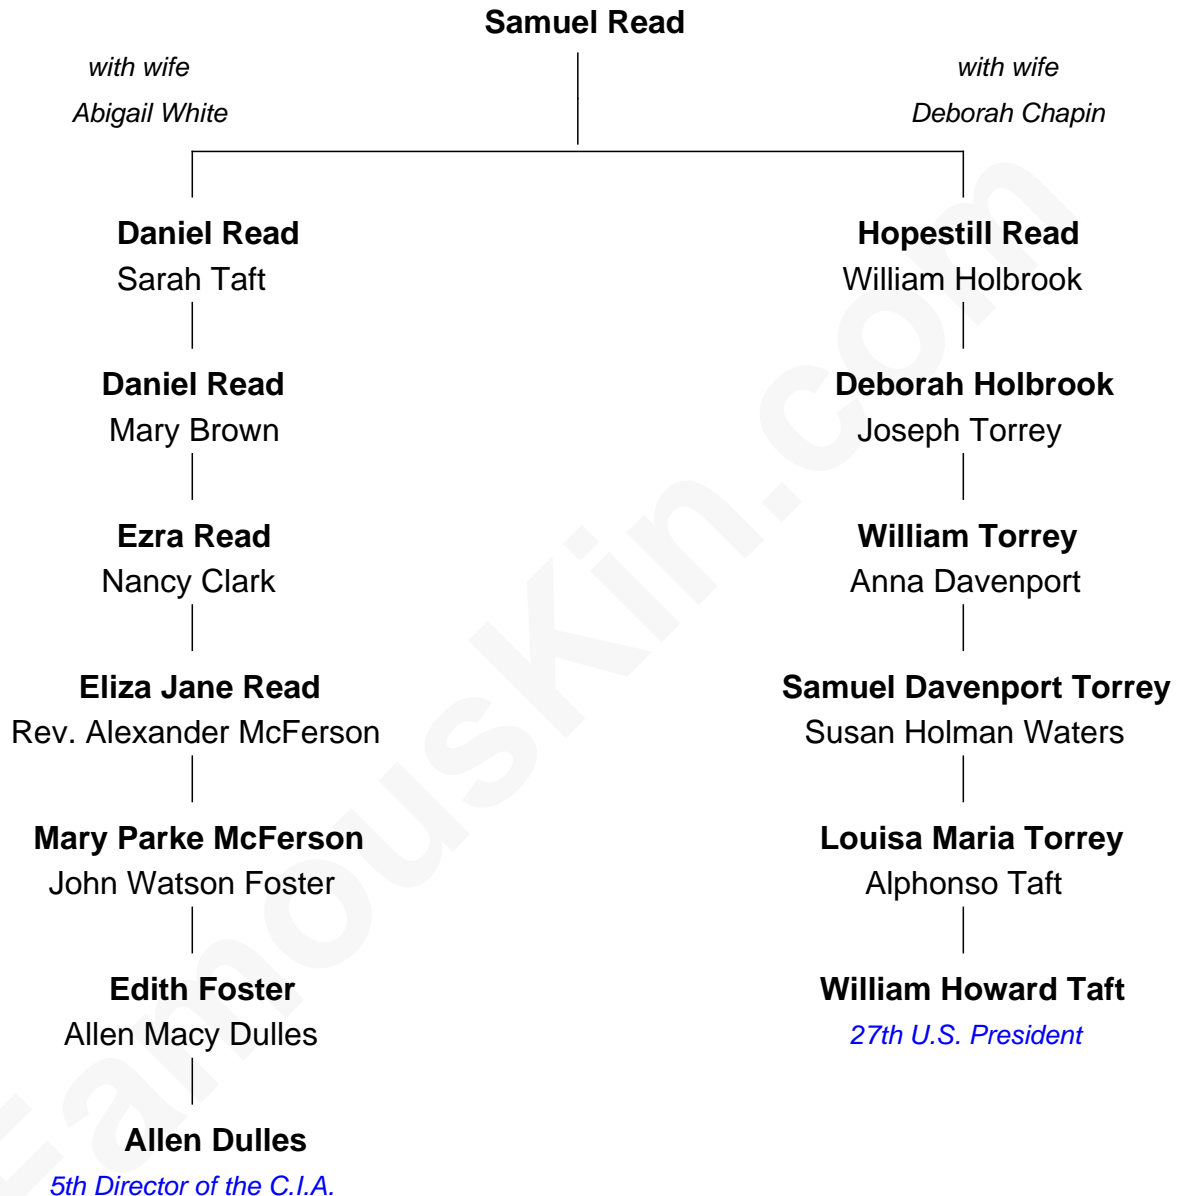 Samuel Read
with wife
Abigail White
with wife
Deborah Chapin
Daniel Read
Sarah Taft
Hopestill Read
William Holbrook
Daniel Read
Mary Brown
Deborah Holbrook
Joseph Torrey
Ezra Read
Nancy Clark
William Torrey
Anna Davenport
Eliza Jane Read
Rev. Alexander McFerson
Samuel Davenport Torrey
Susan Holman Waters
Mary Parke McFerson
John Watson Foster
Louisa Maria Torrey
Alphonso Taft
Edith Foster
Allen Macy Dulles
William Howard Taft
27th U.S. President
Allen Dulles
5th Director of the C.I.A.
FamousKin.com